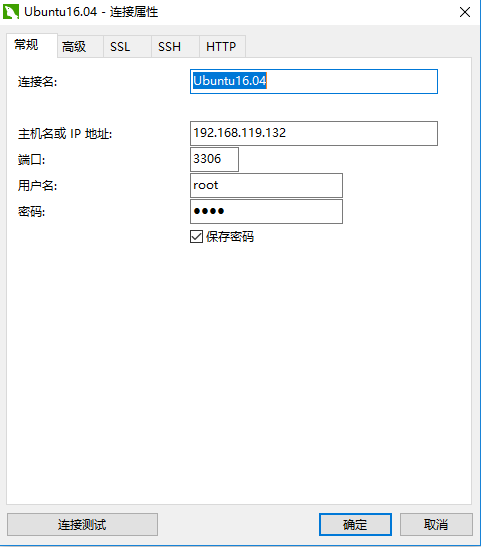 Ubuntu16.04 - 连接属性
常规 高级 SSL SSH HTTP
连接名: Ubuntu16.04
主机名或 IP 地址: 192.168.119.132
端口: 3306
用户名: root
密码: ●●●●
保存密码
连接测试 确定 取消